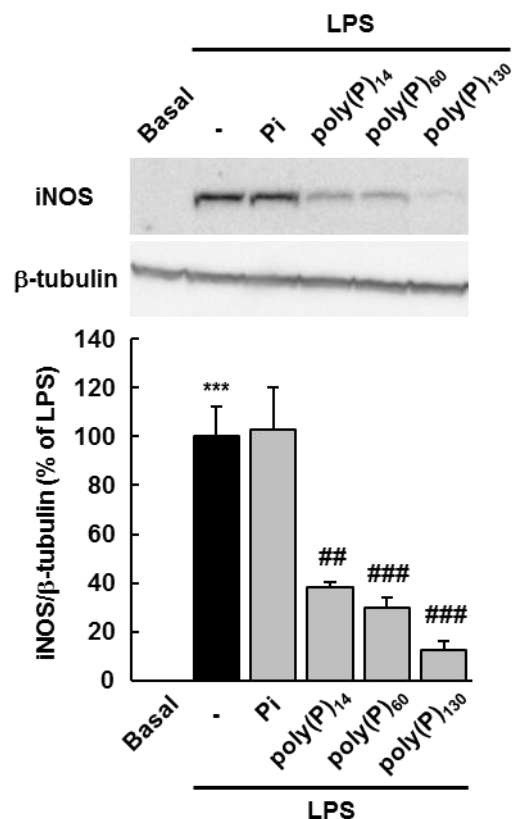 LPS
Basal - Pi poly(P)14 poly(P)60 poly(P)130
iNOS
β-tubulin
iNOS/β-tubulin (% of LPS)
140
120
100
80
60
40
20
0
***
##
###
###
Basal - Pi poly(P)14 poly(P)60 poly(P)130
LPS